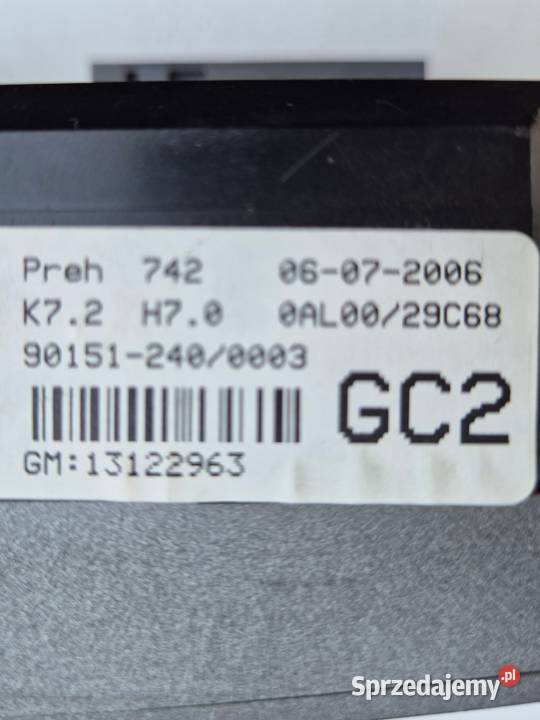 Preh 742 06-07-2006
K7.2 H7.0 0AL00/29C68
90151-240/0003
GC2
GM:13122963
Sprzedajemy.pl